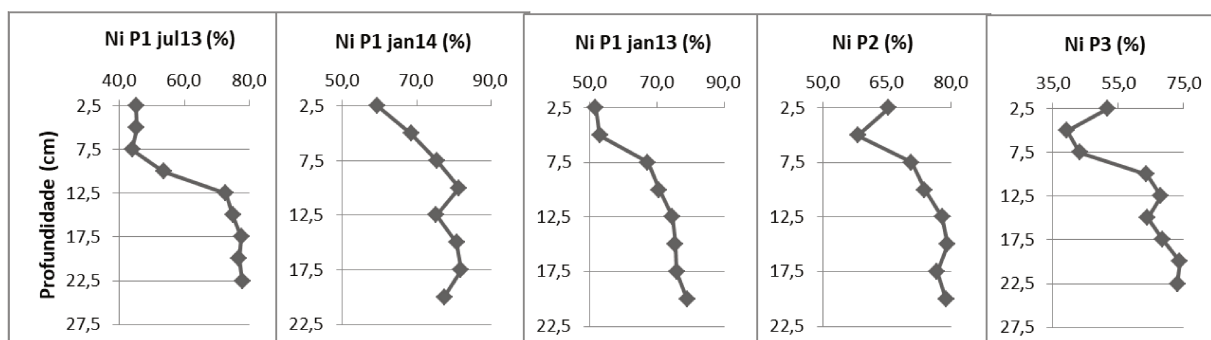 Ni P1 jul13 (%)
40,0 60,0 80,0
2,5
7,5
12,5
17,5
22,5
27,5
Profundidade (cm)
Ni P1 jan14 (%)
50,0 70,0 90,0
2,5
7,5
12,5
17,5
22,5
Ni P1 jan13 (%)
50,0 70,0 90,0
2,5
7,5
12,5
17,5
22,5
Ni P2 (%)
50,0 65,0 80,0
2,5
7,5
12,5
17,5
22,5
Ni P3 (%)
35,0 55,0 75,0
2,5
7,5
12,5
17,5
22,5
27,5